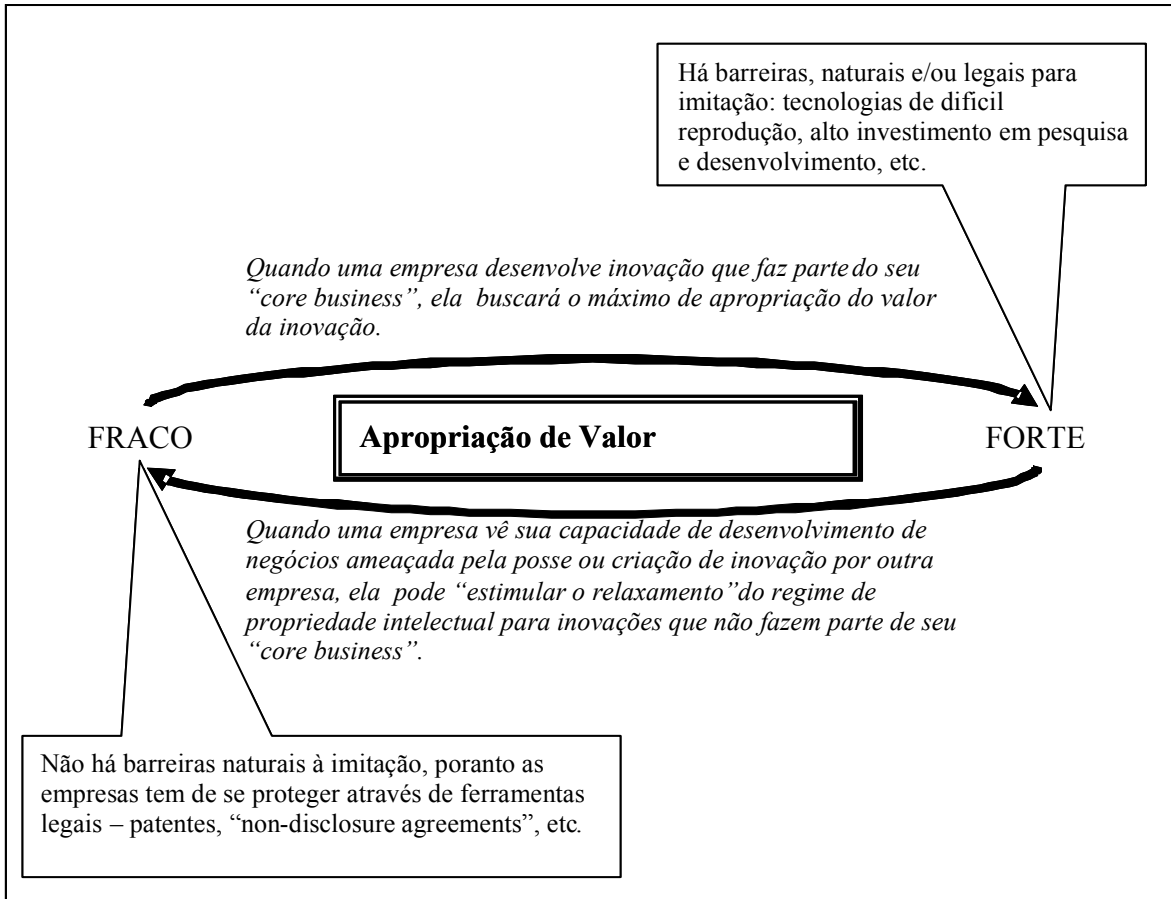 Há barreiras, naturais e/ou legais para
imitação: tecnologias de dificil
reprodução, alto investimento em pesquisa
e desenvolvimento, etc.
Quando uma empresa desenvolve inovação que faz parte do seu
“core business”, ela buscará o máximo de apropriação do valor
da inovação.
FRACO
Apropriação de Valor
FORTE
Quando uma empresa vê sua capacidade de desenvolvimento de
negócios ameaçada pela posse ou criação de inovação por outra
empresa, ela pode “estimular o relaxamento”do regime de
propriedade intelectual para inovações que não fazem parte de seu
“core business”.
Não há barreiras naturais à imitação, poranto as
empresas tem de se proteger através de ferramentas
legais – patentes, “non-disclosure agreements”, etc.